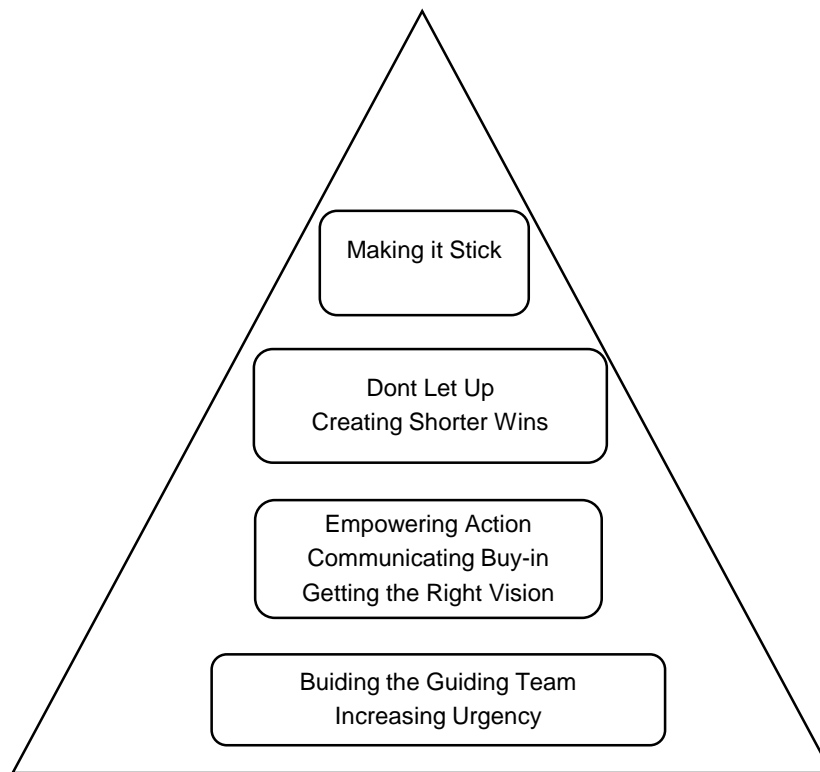 Making it Stick
Dont Let Up
Creating Shorter Wins
Empowering Action
Communicating Buy-in
Getting the Right Vision
Buiding the Guiding Team
Increasing Urgency